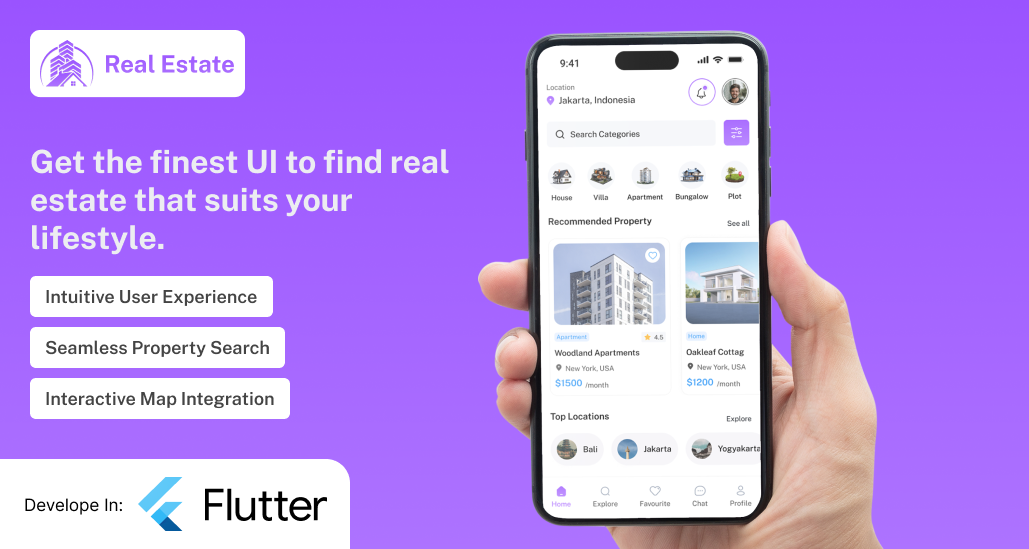 Real Estate
Get the finest UI to find real
estate that suits your
lifestyle.
Intuitive User Experience
Seamless Property Search
Interactive Map Integration
Develope In:
Flutter
9:41
Location
Jakarta, Indonesia
Search Categories
House
Villa
Apartment
Bungalow
Plot
Recommended Property
See all
Apartment
4.5
Woodland Apartments
New York, USA
$1500 /month
Home
Oakleaf Cottag
New York, USA
$1200 /month
Top Locations
Explore
Bali
Jakarta
Yogyakarta
Home
Explore
Favourite
Chat
Profile